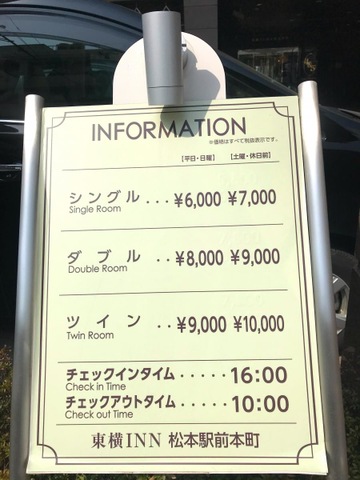 INFORMATION
※価格はすべて税抜表示です。
【平日・日曜】 【土曜・休日前】
シングル ... ¥6,000 ¥7,000
Single Room
ダブル ... ¥8,000 ¥9,000
Double Room
ツイン ... ¥9,000 ¥10,000
Twin Room
チェックインタイム ..... 16:00
Check in Time
チェックアウトタイム ..... 10:00
Check out Time
東横INN 松本駅前本町